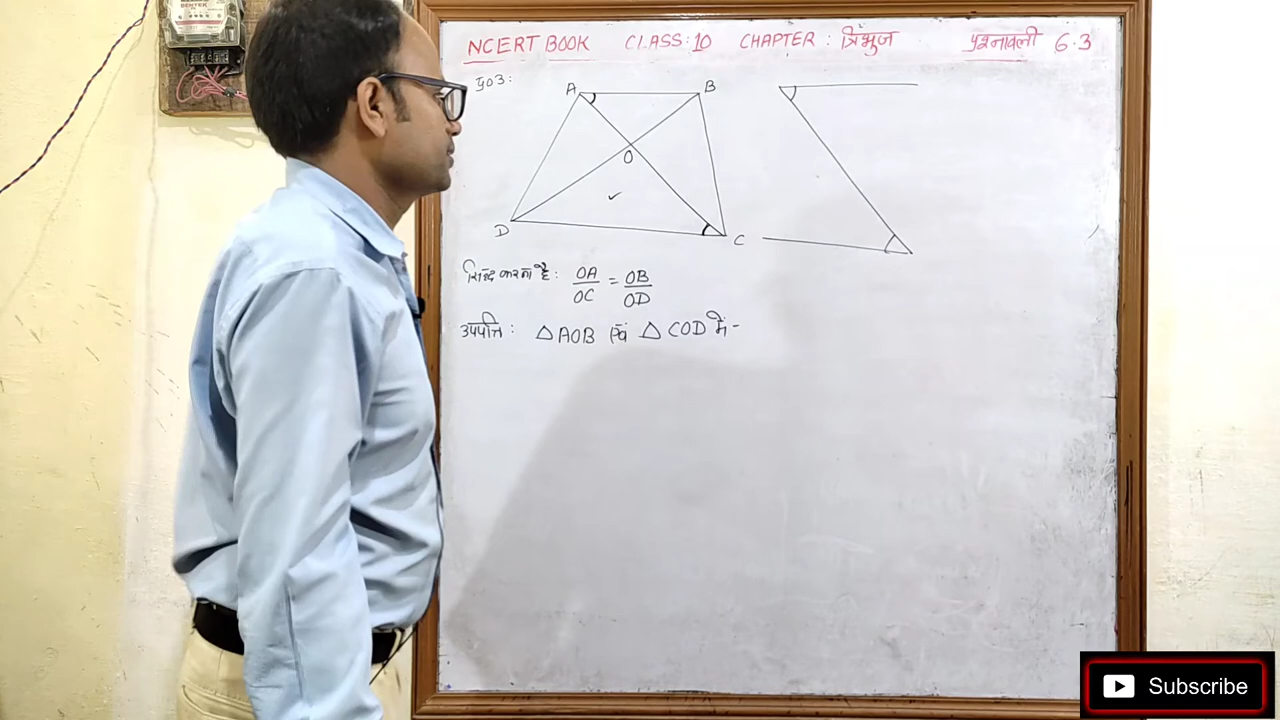 NCERT BOOK CLASS: 10 CHAPTER : त्रिभुज प्रश्नावली 6.3
प्र०3:
A B
O
D C
सिद्ध करना है: OA/OC = OB/OD
उपपत्ति: △AOB एवं △COD में-
Subscribe